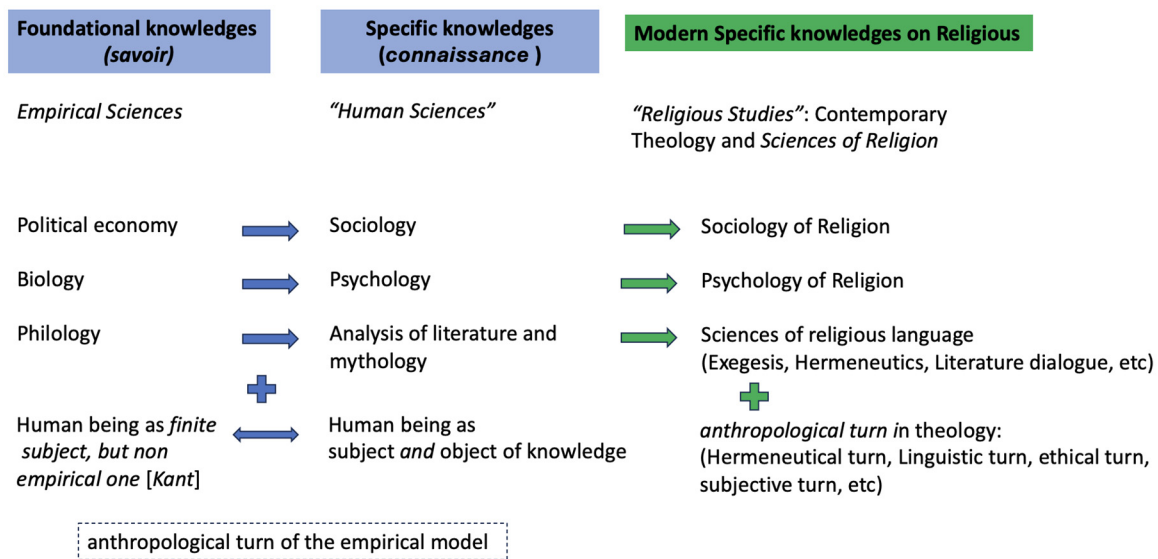 Foundational knowledges
(savoir)
Specific knowledges
(connaissance )
Modern Specific knowledges on Religious
Empirical Sciences
“Human Sciences”
“Religious Studies”: Contemporary
Theology and Sciences of Religion
Political economy
Sociology
Sociology of Religion
Biology
Psychology
Psychology of Religion
Philology
Analysis of literature and
mythology
Sciences of religious language
(Exegesis, Hermeneutics, Literature dialogue, etc)
Human being as finite
subject, but non
empirical one [Kant]
Human being as
subject and object of knowledge
anthropological turn in theology:
(Hermeneutical turn, Linguistic turn, ethical turn,
subjective turn, etc)
anthropological turn of the empirical model